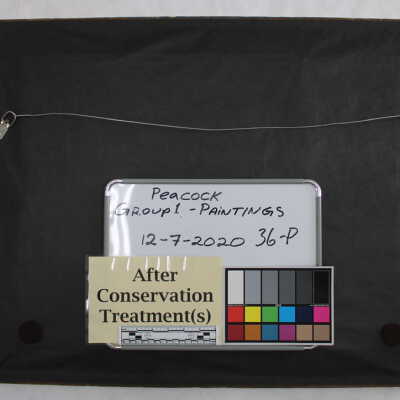 Peacock
Group 1 - Paintings
12-7-2020 36-P
After
Conservation
Treatment(s)